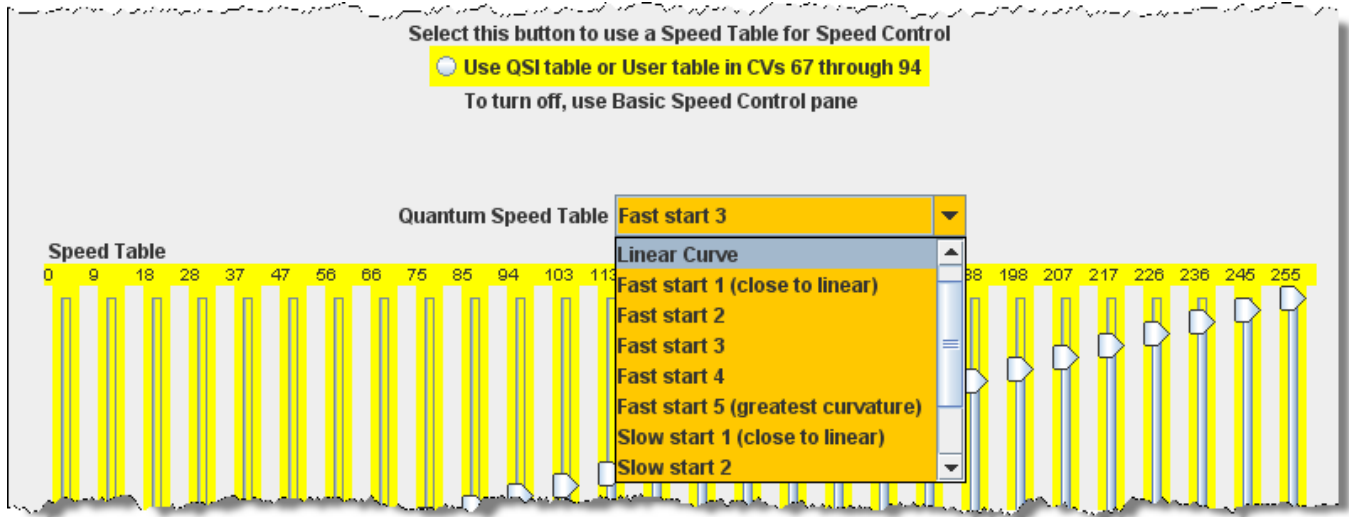 Select this button to use a Speed Table for Speed Control
Use QSI table or User table in CVs 67 through 94
To turn off, use Basic Speed Control pane
Quantum Speed Table Fast start 3
Speed Table
Linear Curve
0 9 18 28 37 47 56 66 75 85 94 103 198 207 217 226 236 245 255
Fast start 1 (close to linear)
Fast start 2
Fast start 3
Fast start 4
Fast start 5 (greatest curvature)
Slow start 1 (close to linear)
Slow start 2